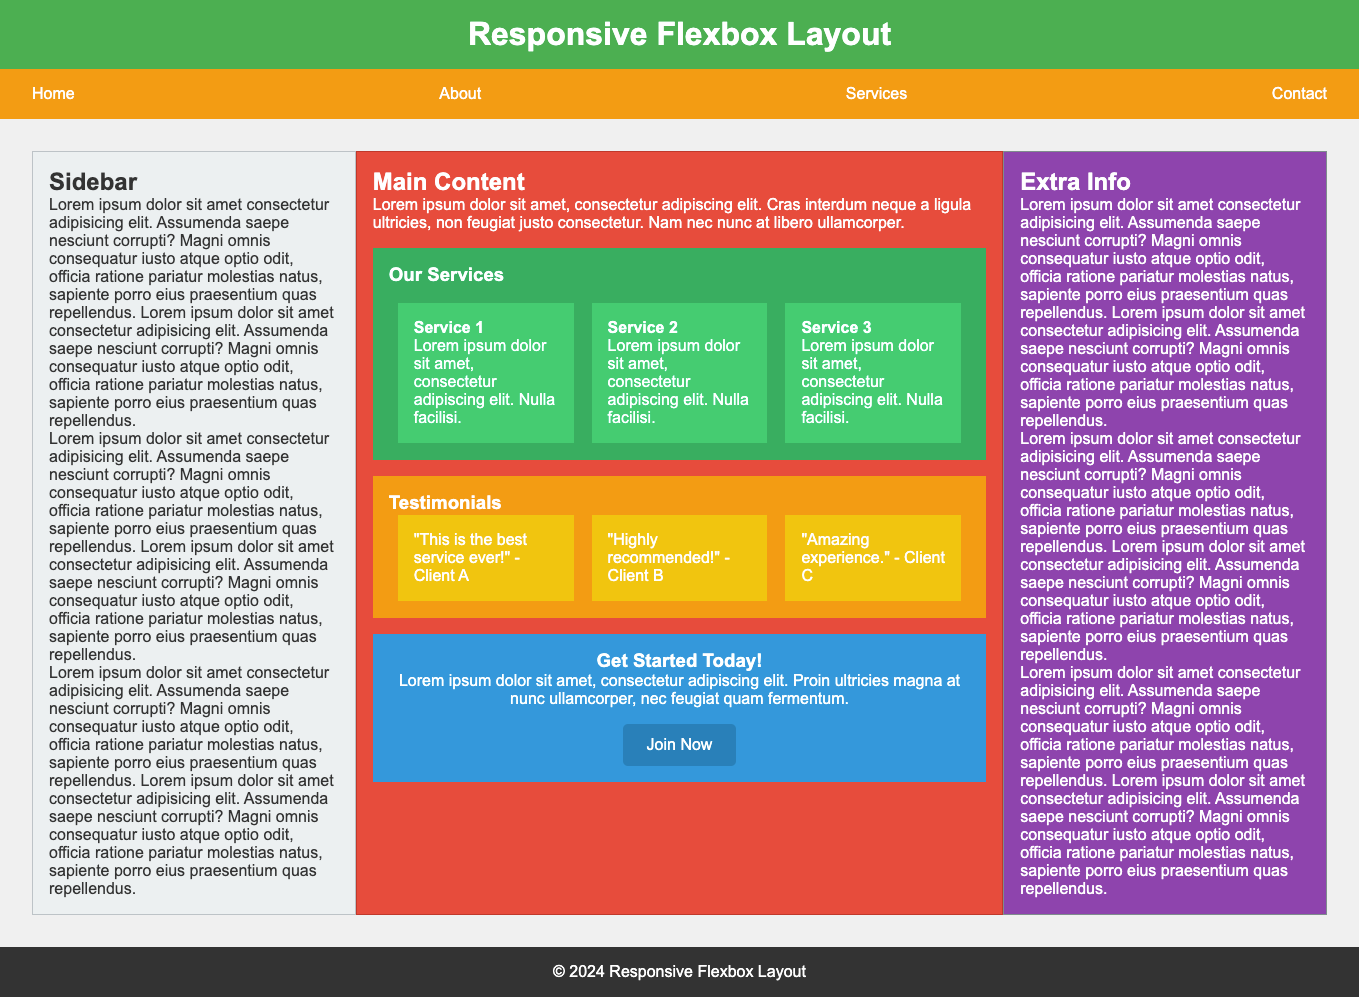 Responsive Flexbox Layout
Home
About
Services
Contact
Sidebar
Lorem ipsum dolor sit amet consectetur
adipisicing elit. Assumenda saepe
nesciunt corrupti? Magni omnis
consequatur iusto atque optio odit,
officia ratione pariatur molestias natus,
sapiente porro eius praesentium quas
repellendus. Lorem ipsum dolor sit amet
consectetur adipisicing elit. Assumenda
saepe nesciunt corrupti? Magni omnis
consequatur iusto atque optio odit,
officia ratione pariatur molestias natus,
sapiente porro eius praesentium quas
repellendus.
Lorem ipsum dolor sit amet consectetur
adipisicing elit. Assumenda saepe
nesciunt corrupti? Magni omnis
consequatur iusto atque optio odit,
officia ratione pariatur molestias natus,
sapiente porro eius praesentium quas
repellendus. Lorem ipsum dolor sit amet
consectetur adipisicing elit. Assumenda
saepe nesciunt corrupti? Magni omnis
consequatur iusto atque optio odit,
officia ratione pariatur molestias natus,
sapiente porro eius praesentium quas
repellendus.
Lorem ipsum dolor sit amet consectetur
adipisicing elit. Assumenda saepe
nesciunt corrupti? Magni omnis
consequatur iusto atque optio odit,
officia ratione pariatur molestias natus,
sapiente porro eius praesentium quas
repellendus. Lorem ipsum dolor sit amet
consectetur adipisicing elit. Assumenda
saepe nesciunt corrupti? Magni omnis
consequatur iusto atque optio odit,
officia ratione pariatur molestias natus,
sapiente porro eius praesentium quas
repellendus.
Main Content
Lorem ipsum dolor sit amet, consectetur adipiscing elit. Cras interdum neque a ligula
ultricies, non feugiat justo consectetur. Nam nec nunc at libero ullamcorper.
Our Services
Service 1
Lorem ipsum dolor
sit amet,
consectetur
adipiscing elit. Nulla
facilisi.
Service 2
Lorem ipsum dolor
sit amet,
consectetur
adipiscing elit. Nulla
facilisi.
Service 3
Lorem ipsum dolor
sit amet,
consectetur
adipiscing elit. Nulla
facilisi.
Testimonials
"This is the best
service ever!" -
Client A
"Highly
recommended!" -
Client B
"Amazing
experience." - Client
C
Get Started Today!
Lorem ipsum dolor sit amet, consectetur adipiscing elit. Proin ultricies magna at
nunc ullamcorper, nec feugiat quam fermentum.
Join Now
Extra Info
Lorem ipsum dolor sit amet consectetur
adipisicing elit. Assumenda saepe
nesciunt corrupti? Magni omnis
consequatur iusto atque optio odit,
officia ratione pariatur molestias natus,
sapiente porro eius praesentium quas
repellendus. Lorem ipsum dolor sit amet
consectetur adipisicing elit. Assumenda
saepe nesciunt corrupti? Magni omnis
consequatur iusto atque optio odit,
officia ratione pariatur molestias natus,
sapiente porro eius praesentium quas
repellendus.
Lorem ipsum dolor sit amet consectetur
adipisicing elit. Assumenda saepe
nesciunt corrupti? Magni omnis
consequatur iusto atque optio odit,
officia ratione pariatur molestias natus,
sapiente porro eius praesentium quas
repellendus. Lorem ipsum dolor sit amet
consectetur adipisicing elit. Assumenda
saepe nesciunt corrupti? Magni omnis
consequatur iusto atque optio odit,
officia ratione pariatur molestias natus,
sapiente porro eius praesentium quas
repellendus.
Lorem ipsum dolor sit amet consectetur
adipisicing elit. Assumenda saepe
nesciunt corrupti? Magni omnis
consequatur iusto atque optio odit,
officia ratione pariatur molestias natus,
sapiente porro eius praesentium quas
repellendus. Lorem ipsum dolor sit amet
consectetur adipisicing elit. Assumenda
saepe nesciunt corrupti? Magni omnis
consequatur iusto atque optio odit,
officia ratione pariatur molestias natus,
sapiente porro eius praesentium quas
repellendus.
© 2024 Responsive Flexbox Layout